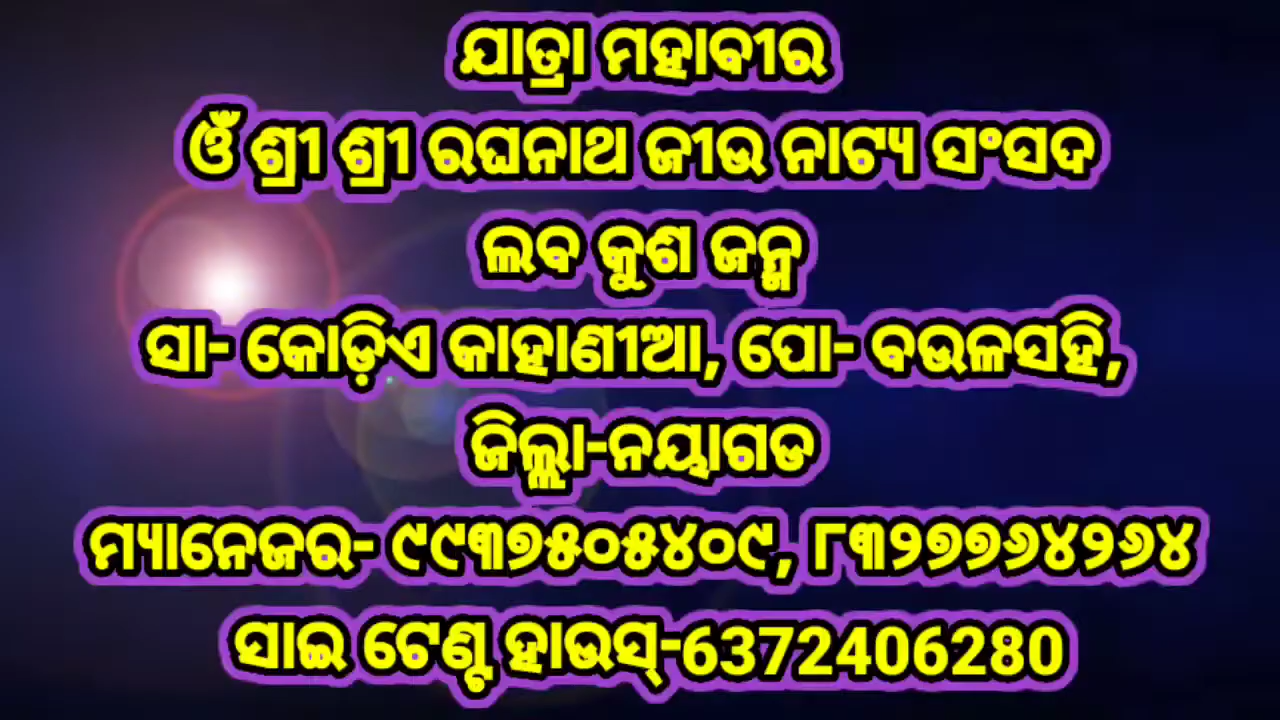 ଯାତ୍ରା ମହାବୀର
ଓଁ ଶ୍ରୀ ଶ୍ରୀ ରଘନାଥ ଜୀଉ ନାଟ୍ୟ ସଂସଦ
ଲବ କୁଶ ଜନ୍ମ
ସା- କୋଡ଼ିଏ କାହାଣୀଆ, ପୋ- ବଉଳସହି,
ଜିଲ୍ଲା-ନୟାଗଡ
ମ୍ୟାନେଜର- ୯୯୩୭୫୦୫୪୦୯, ୮୩୨୭୭୬୪୨୬୪
ସାଇ ଟେଣ୍ଟ ହାଉସ୍-6372406280